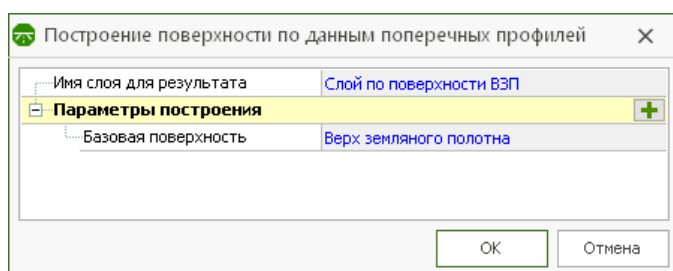 Построение поверхности по данным поперечных профилей
Имя слоя для результата Слой по поверхности ВЗП
Параметры построения
Базовая поверхность Верх земляного полотна
ОК Отмена